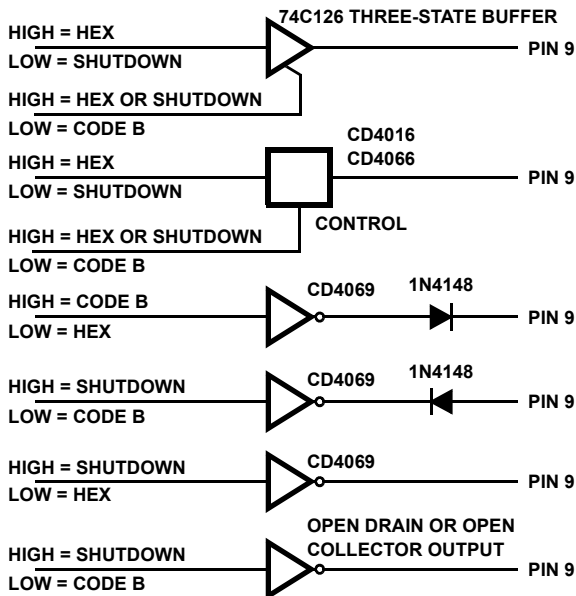 74C126 THREE-STATE BUFFER
HIGH = HEX
LOW = SHUTDOWN
PIN 9
HIGH = HEX OR SHUTDOWN
LOW = CODE B
CD4016
CD4066
HIGH = HEX
LOW = SHUTDOWN
PIN 9
CONTROL
HIGH = HEX OR SHUTDOWN
LOW = CODE B
HIGH = CODE B
LOW = HEX
CD4069
1N4148
PIN 9
HIGH = SHUTDOWN
LOW = CODE B
CD4069
1N4148
PIN 9
HIGH = SHUTDOWN
LOW = HEX
CD4069
PIN 9
OPEN DRAIN OR OPEN
COLLECTOR OUTPUT
HIGH = SHUTDOWN
LOW = CODE B
PIN 9